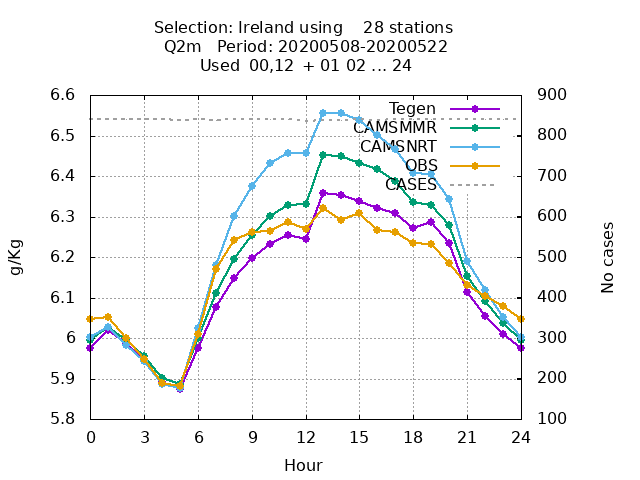 Selection: Ireland using    28 stations
Q2m   Period: 20200508-20200522
Used  00,12  + 01 02 ... 24
6.6
6.5
6.4
6.3
6.2
6.1
6
5.9
5.8
900
800
700
600
500
400
300
200
100
Tegen
CAMSMMR
CAMSNRT
OBS
CASES
g/Kg
No cases
0 3 6 9 12 15 18 21 24
Hour